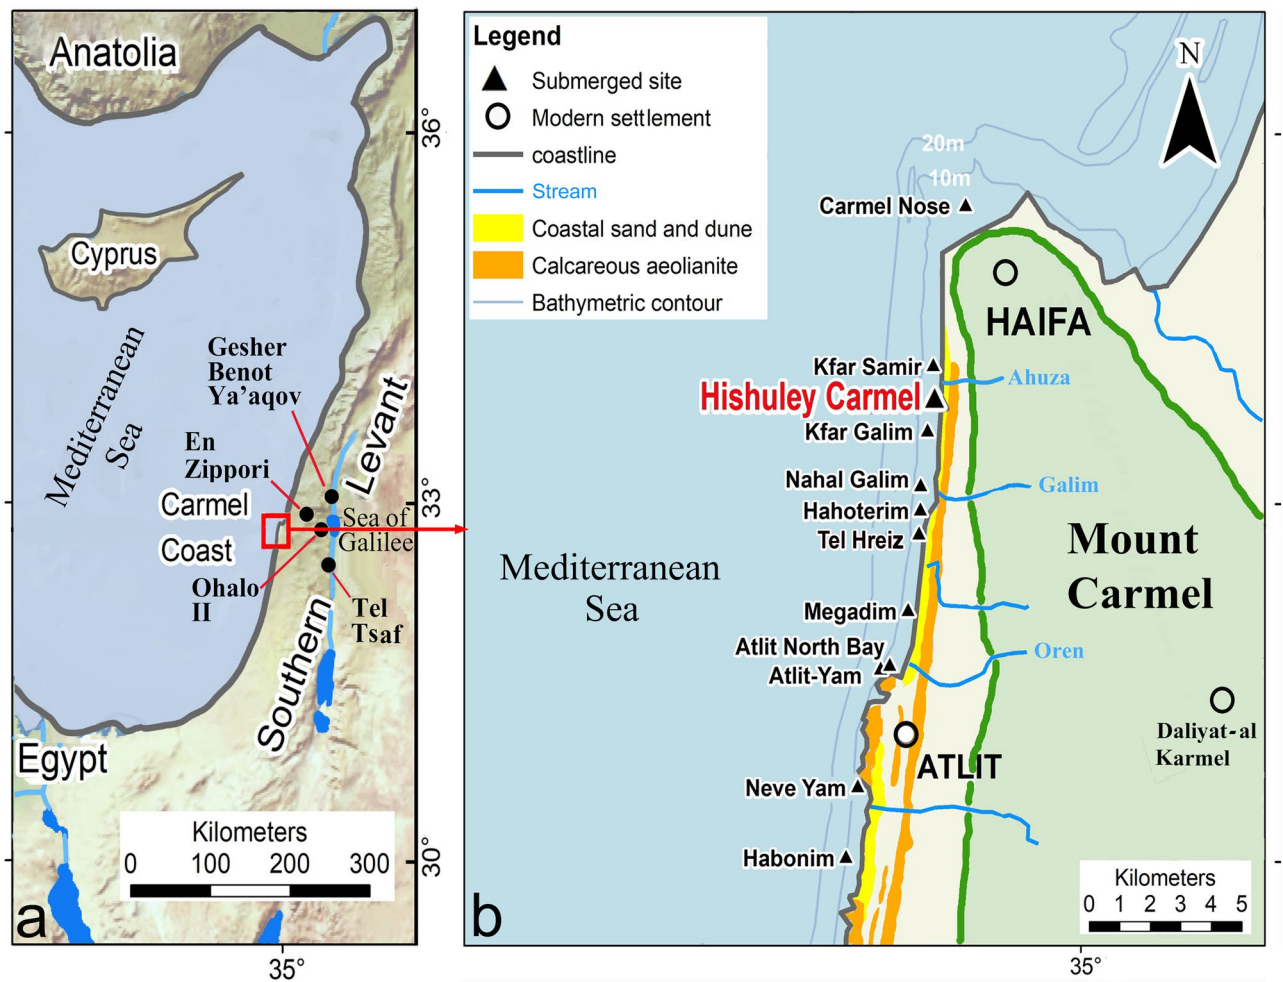 Anatolia
36°
Cyprus
Mediterranean
Sea
Gesher
Benot
Ya'aqov
En
Zippori
Levant
Carmel
33°
Sea of
Galilee
Coast
Ohalo
II
Tel
Tsaf
Southern
Egypt
Kilometers
0 100 200 300
30°
a
35°
Legend
Submerged site
Modern settlement
coastline
Stream
Coastal sand and dune
Calcareous aeolianite
Bathymetric contour
N
20m
10m
Carmel Nose
HAIFA
Kfar Samir
Ahuza
Hishuley Carmel
Kfar Galim
Nahal Galim
Galim
Hahoterim
Tel Hreiz
Mount
Carmel
Mediterranean
Sea
Megadim
Atlit North Bay
Oren
Atlit-Yam
Daliyat-al
Karmel
ATLIT
Neve Yam
Habonim
Kilometers
0 1 2 3 4 5
b
35°